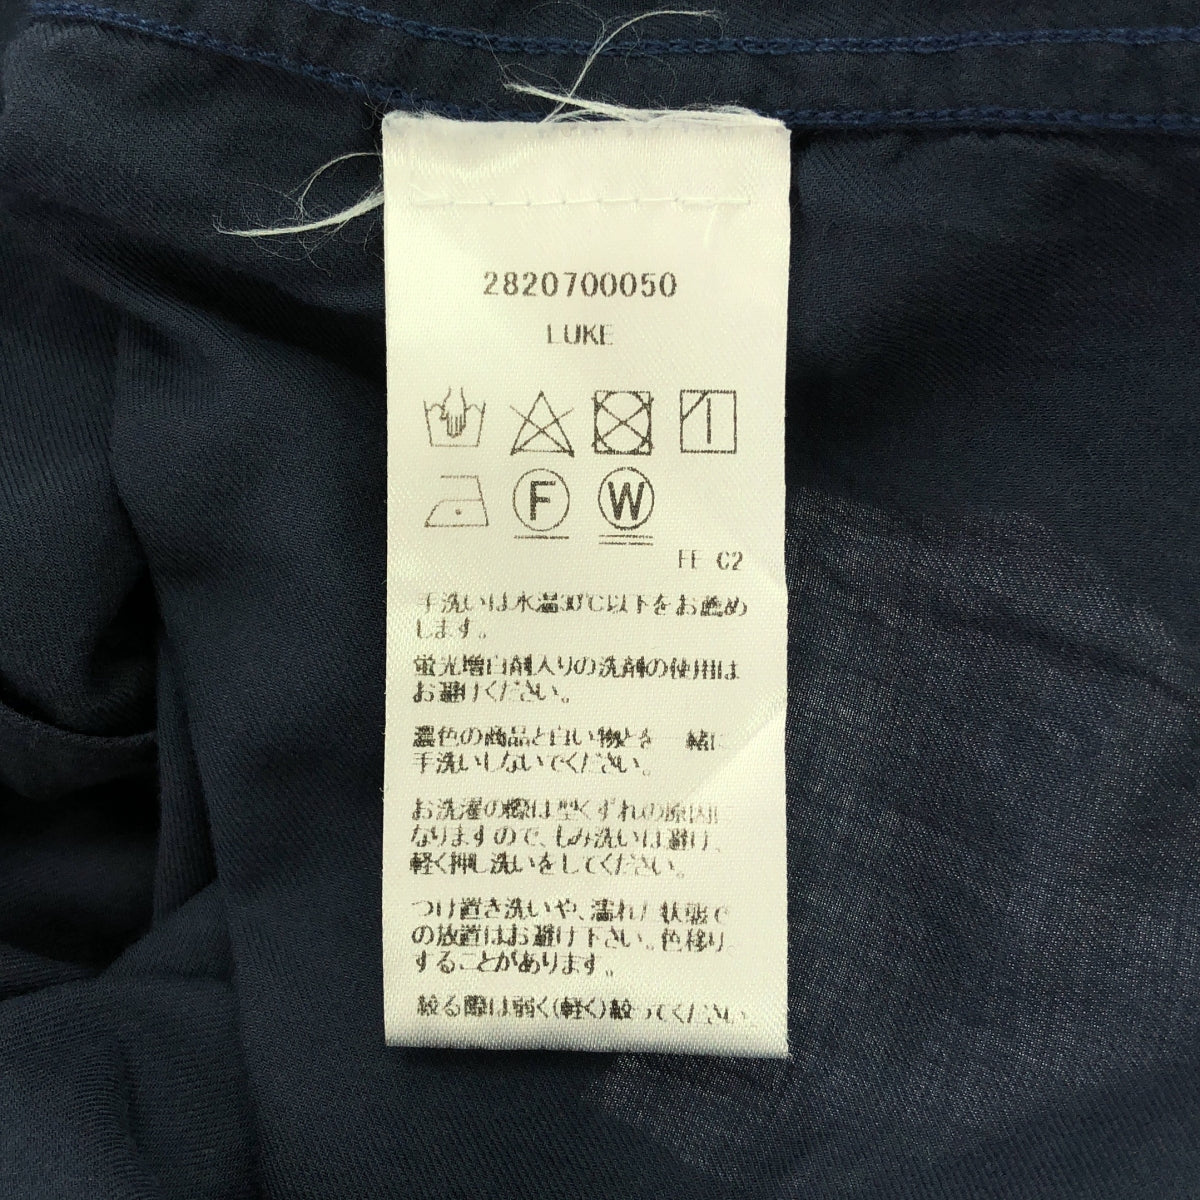 2820700050
LUKE
F W
FE C2
手洗いは水温30℃以下をお薦め
します。
蛍光増白剤入りの洗剤の使用は
お避けください。
濃色の商品と白い物とを一緒に
手洗いしないでください。
お洗濯の際は型くずれの原因に
なりますので、もみ洗いは避け、
軽く押し洗いをしてください。
つけ置き洗いや、濡れた状態で
の放置はお避け下さい。色移り
することがあります。
絞る際は弱く(軽く)絞ってください。